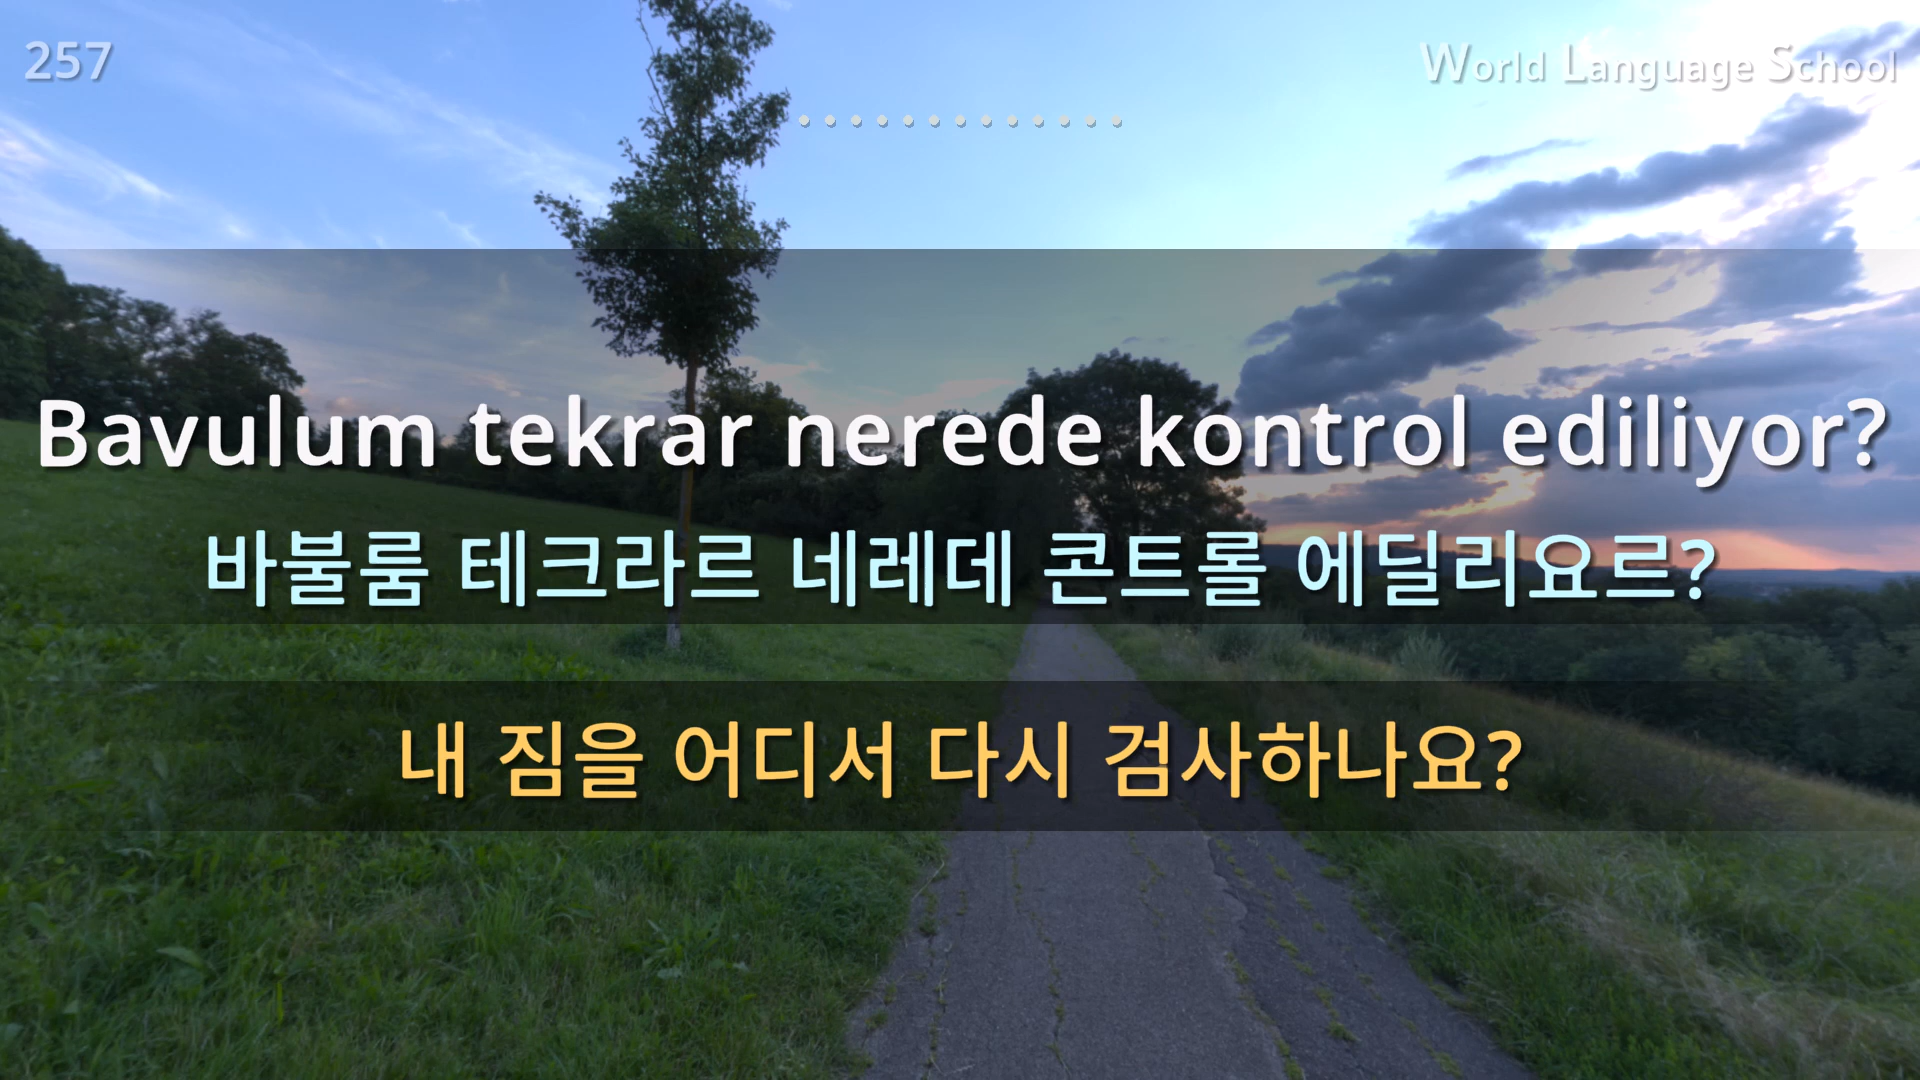 257
World Language School
.............
Bavulum tekrar nerede kontrol ediliyor?
바불룸 테크라르 네레데 콘트롤 에딜리요르?
내 짐을 어디서 다시 검사하나요?